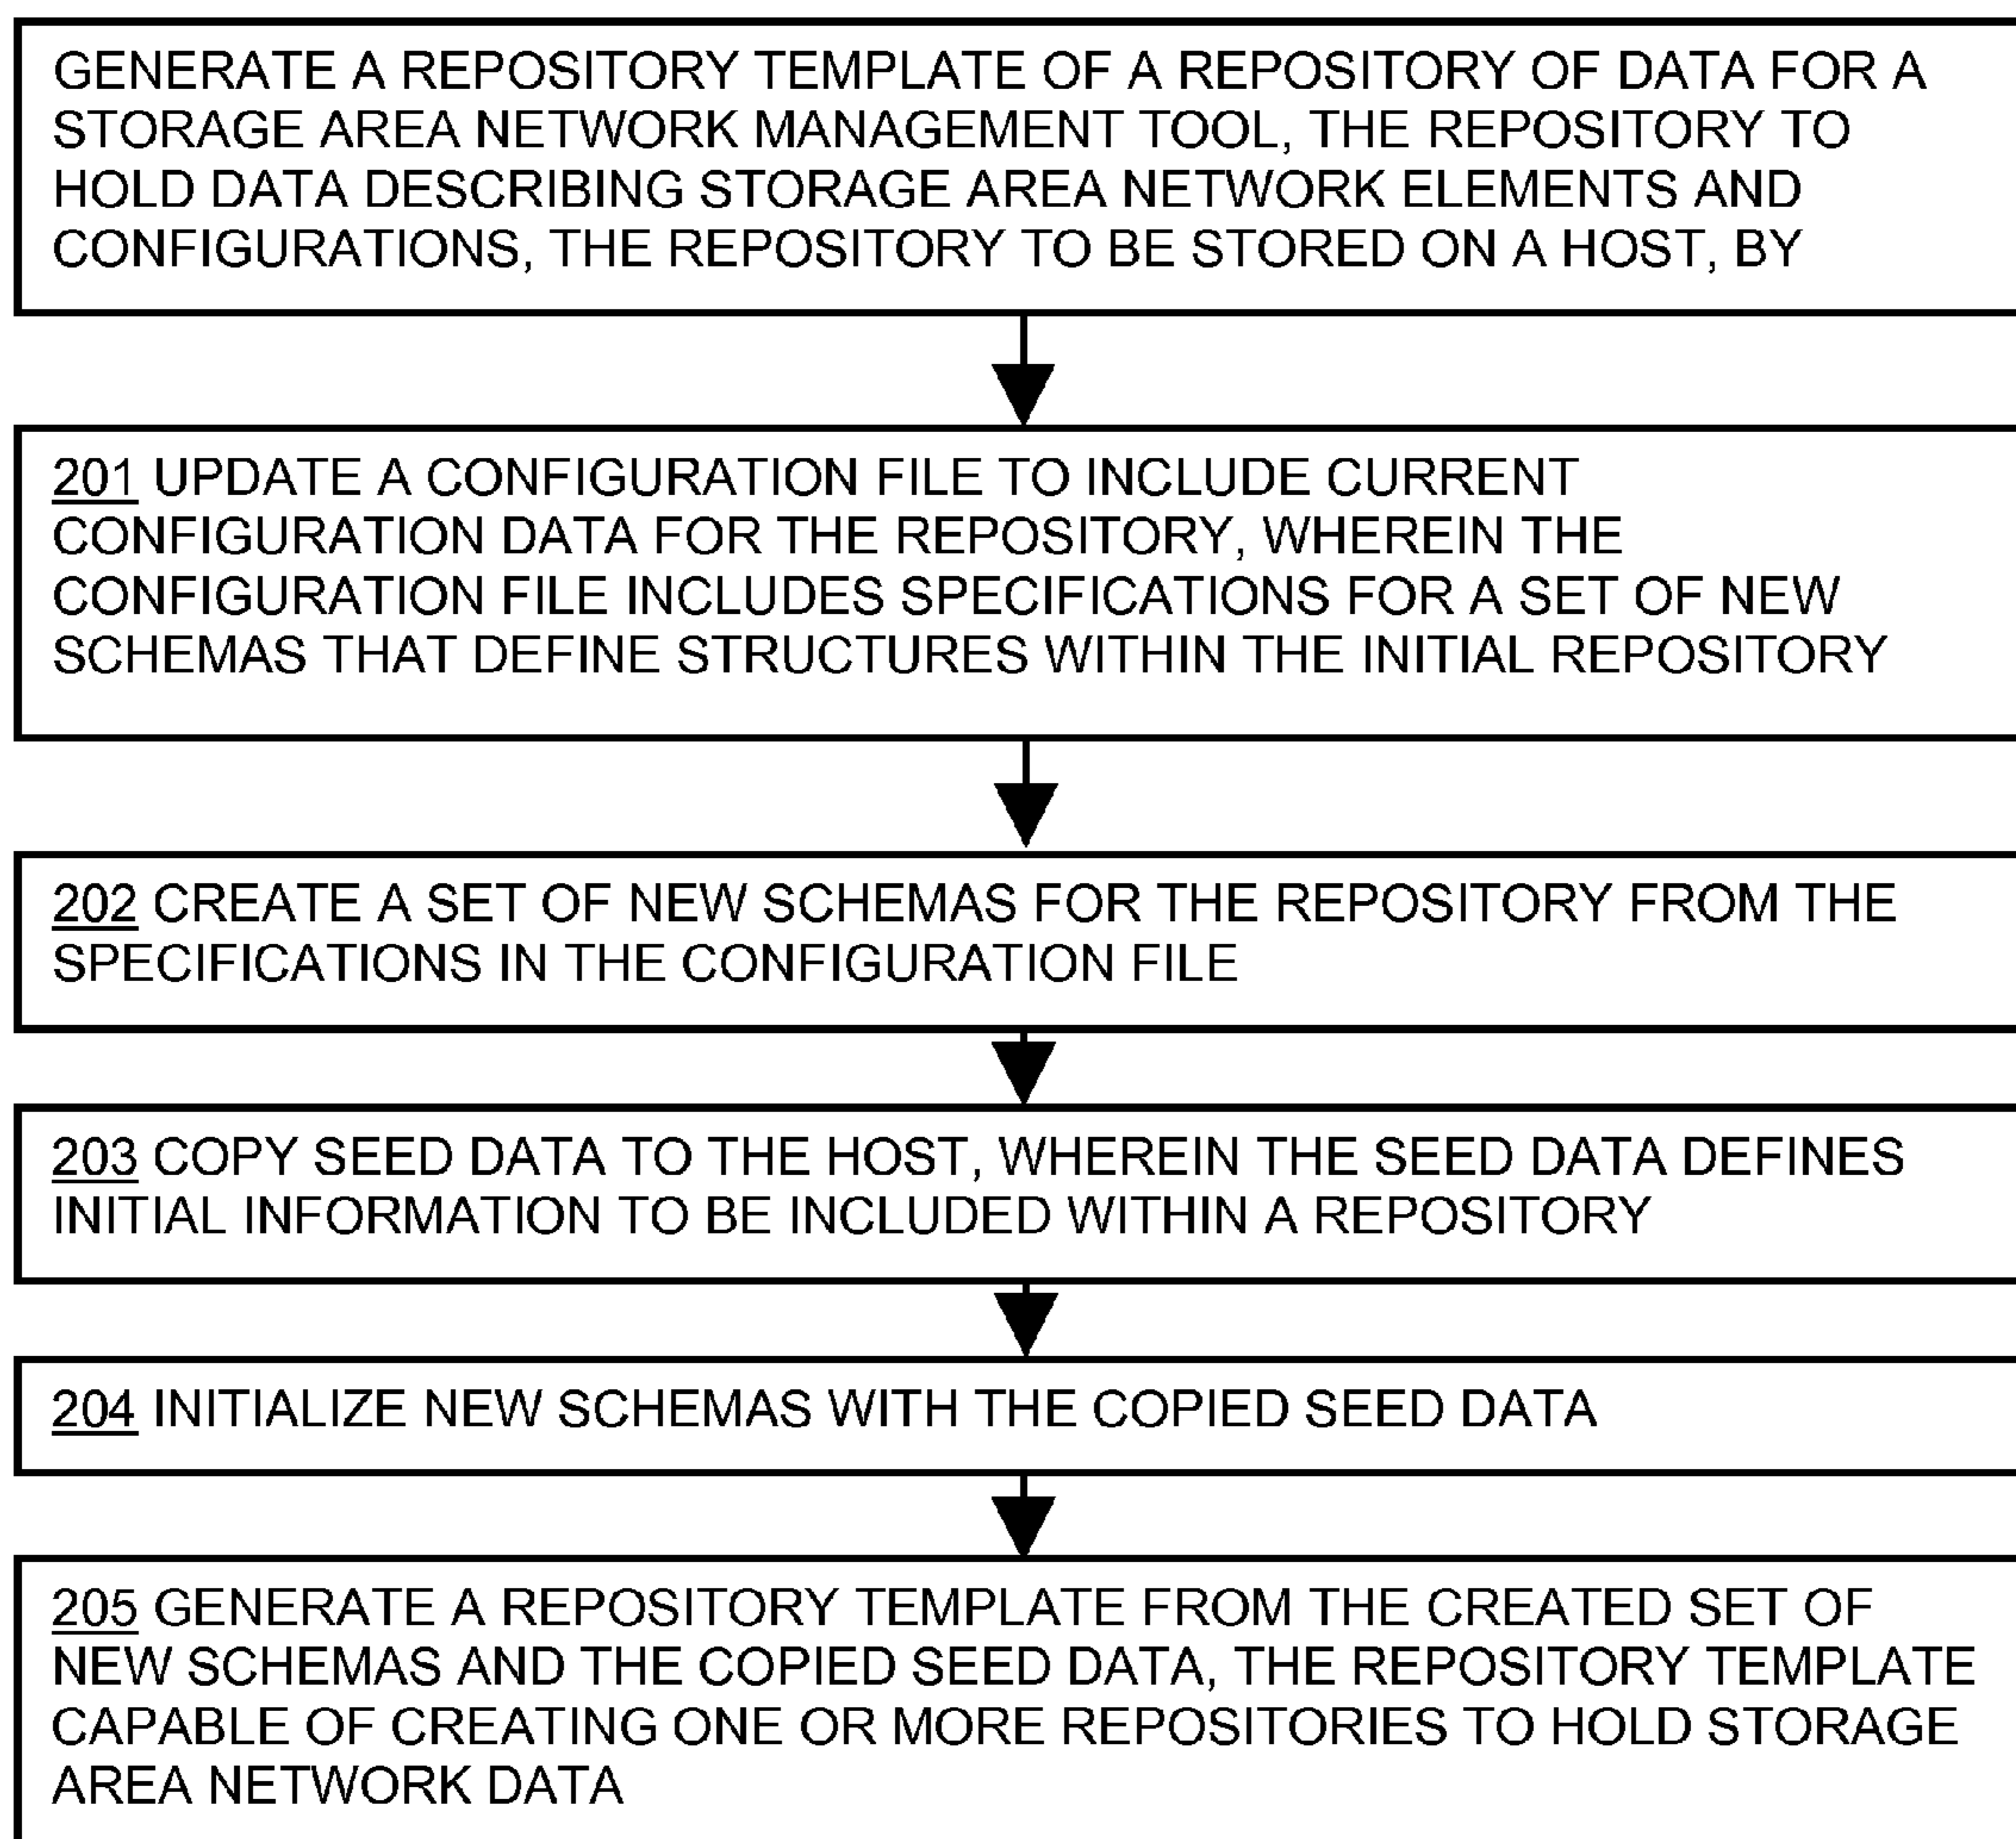 GENERATE A REPOSITORY TEMPLATE OF A REPOSITORY OF DATA FOR A
STORAGE AREA NETWORK MANAGEMENT TOOL, THE REPOSITORY TO
HOLD DATA DESCRIBING STORAGE AREA NETWORK ELEMENTS AND
CONFIGURATIONS, THE REPOSITORY TO BE STORED ON A HOST, BY
201 UPDATE A CONFIGURATION FILE TO INCLUDE CURRENT
CONFIGURATION DATA FOR THE REPOSITORY, WHEREIN THE
CONFIGURATION FILE INCLUDES SPECIFICATIONS FOR A SET OF NEW
SCHEMAS THAT DEFINE STRUCTURES WITHIN THE INITIAL REPOSITORY
202 CREATE A SET OF NEW SCHEMAS FOR THE REPOSITORY FROM THE
SPECIFICATIONS IN THE CONFIGURATION FILE
203 COPY SEED DATA TO THE HOST, WHEREIN THE SEED DATA DEFINES
INITIAL INFORMATION TO BE INCLUDED WITHIN A REPOSITORY
204 INITIALIZE NEW SCHEMAS WITH THE COPIED SEED DATA
205 GENERATE A REPOSITORY TEMPLATE FROM THE CREATED SET OF
NEW SCHEMAS AND THE COPIED SEED DATA, THE REPOSITORY TEMPLATE
CAPABLE OF CREATING ONE OR MORE REPOSITORIES TO HOLD STORAGE
AREA NETWORK DATA